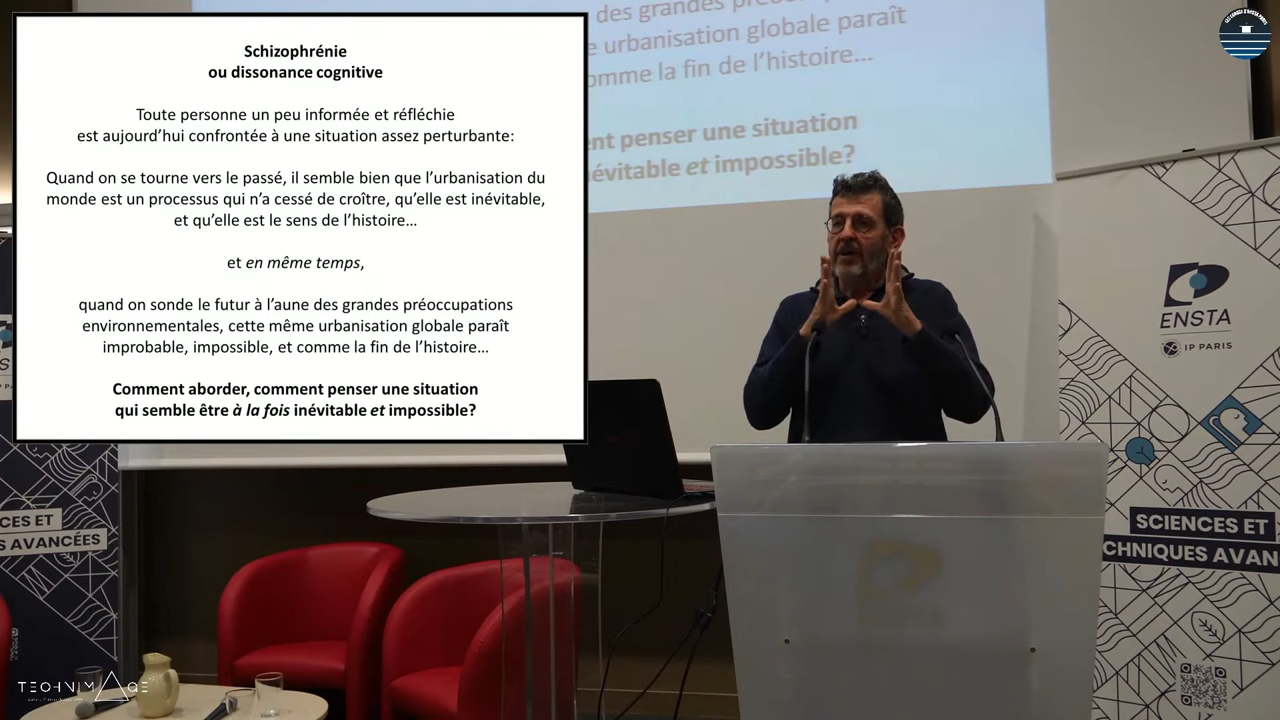 Schizophrénie
ou dissonance cognitive
Toute personne un peu informée et réfléchie
est aujourd'hui confrontée à une situation assez perturbante:
Quand on se tourne vers le passé, il semble bien que l'urbanisation du
monde est un processus qui n'a cessé de croître, qu'elle est inévitable,
et qu'elle est le sens de l'histoire…
et en même temps,
quand on sonde le futur à l'aune des grandes préoccupations
environnementales, cette même urbanisation globale paraît
improbable, impossible, et comme la fin de l'histoire…
Comment aborder, comment penser une situation
qui semble être à la fois inévitable et impossible?
des grandes
urbanisation globale paraît
omme la fin de l'histoire…
ent penser une situation
évitable et impossible?
ENSTA
IP PARIS
SCIENCES ET
CHNIQUES AVAN
CES ET
S AVANCÉES
TECHNIMAGE